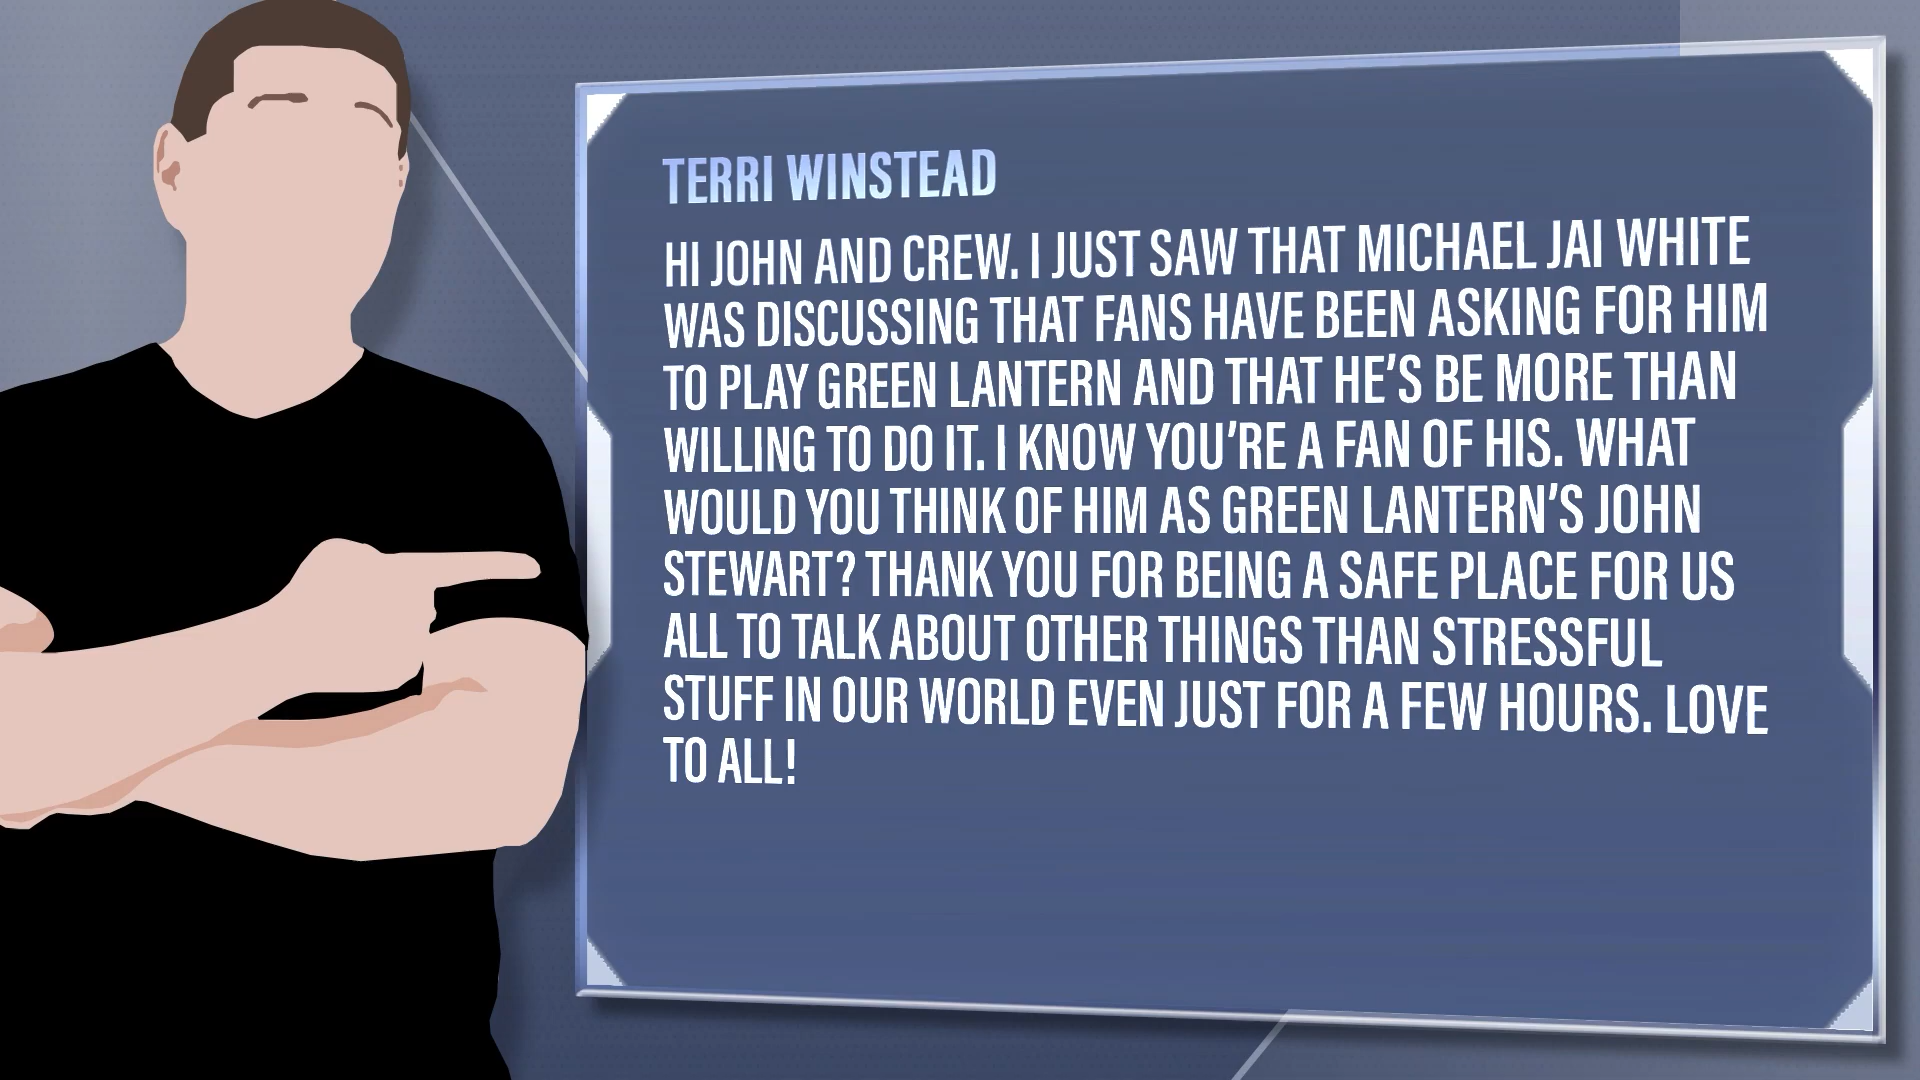 TERRI WINSTEAD
HI JOHN AND CREW. I JUST SAW THAT MICHAEL JAI WHITE
WAS DISCUSSING THAT FANS HAVE BEEN ASKING FOR HIM
TO PLAY GREEN LANTERN AND THAT HE'S BE MORE THAN
WILLING TO DO IT. I KNOW YOU'RE A FAN OF HIS. WHAT
WOULD YOU THINK OF HIM AS GREEN LANTERN'S JOHN
STEWART? THANK YOU FOR BEING A SAFE PLACE FOR US
ALL TO TALK ABOUT OTHER THINGS THAN STRESSFUL
STUFF IN OUR WORLD EVEN JUST FOR A FEW HOURS. LOVE
TO ALL!